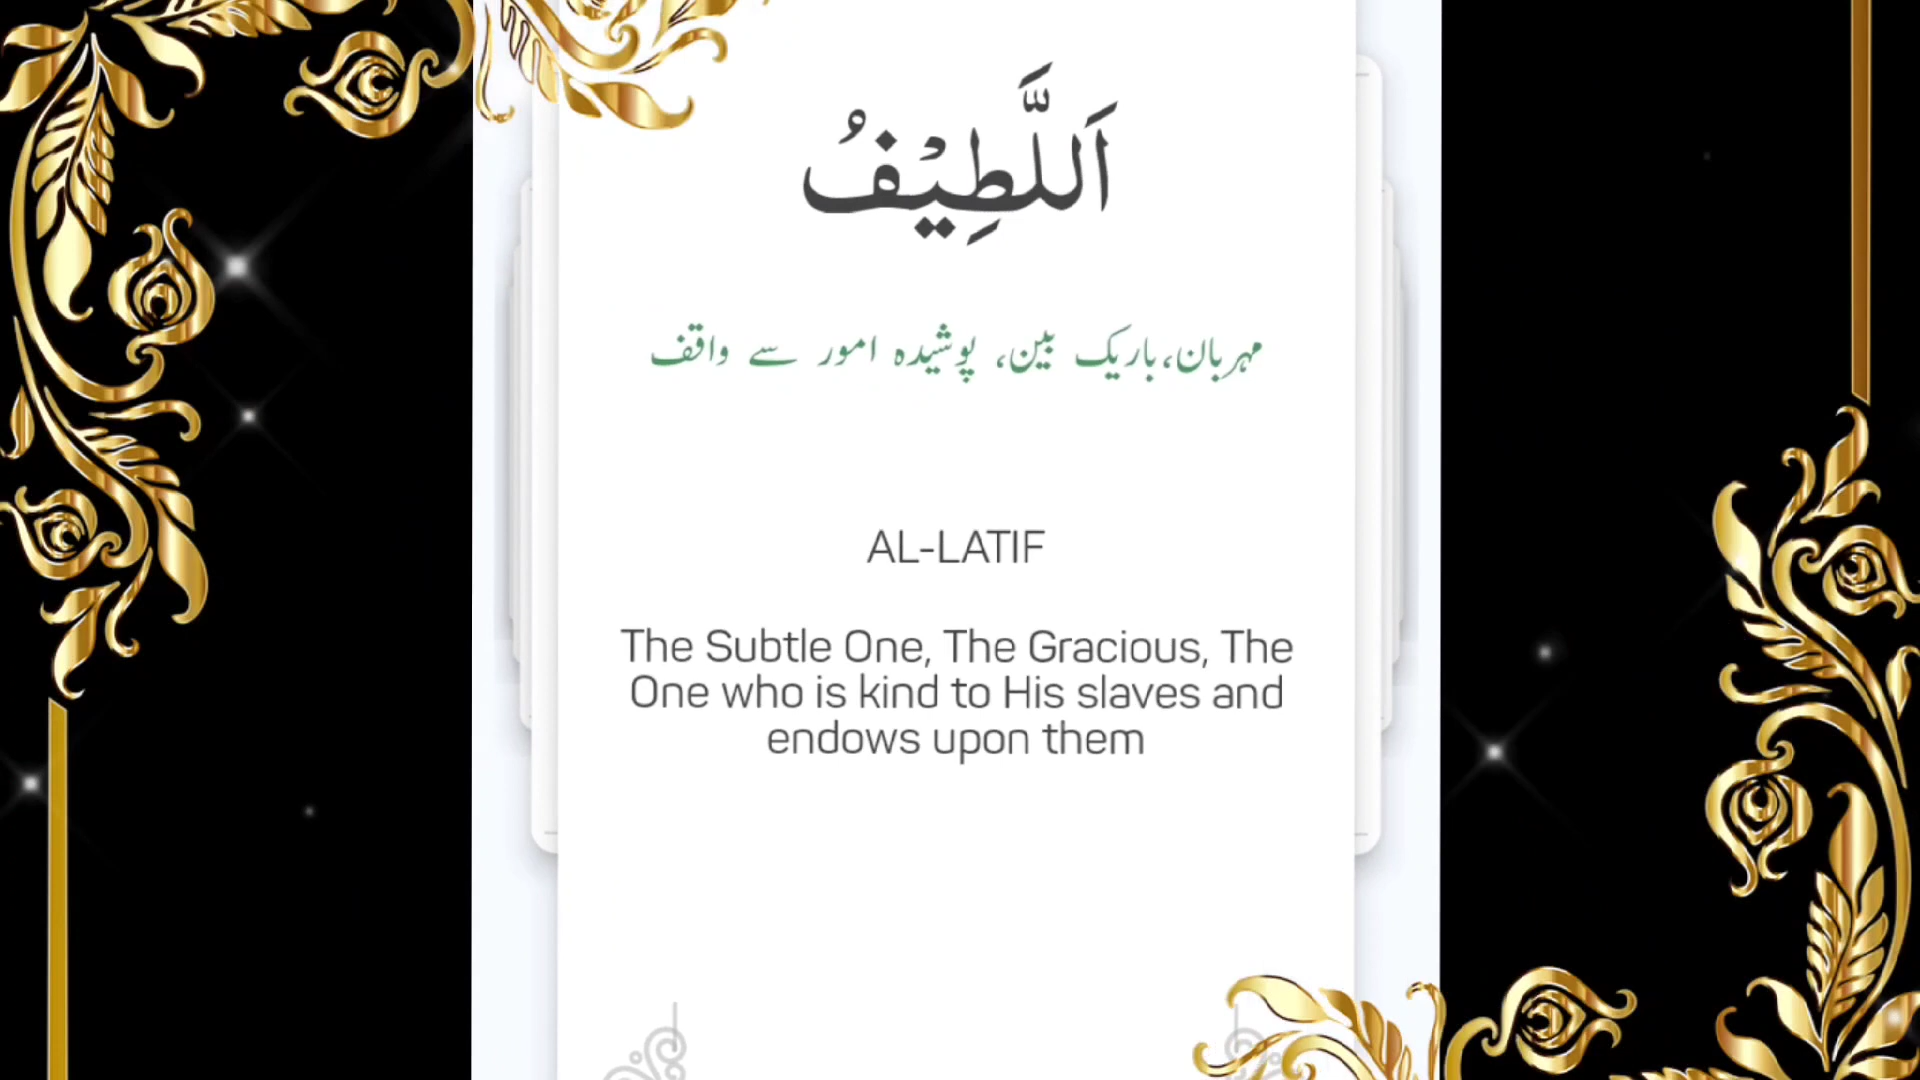 اَللَّطِيْفُ
مہربان،باریک بین، پوشیدہ امور سے واقف
AL-LATIF
The Subtle One, The Gracious, The
One who is kind to His slaves and
endows upon them